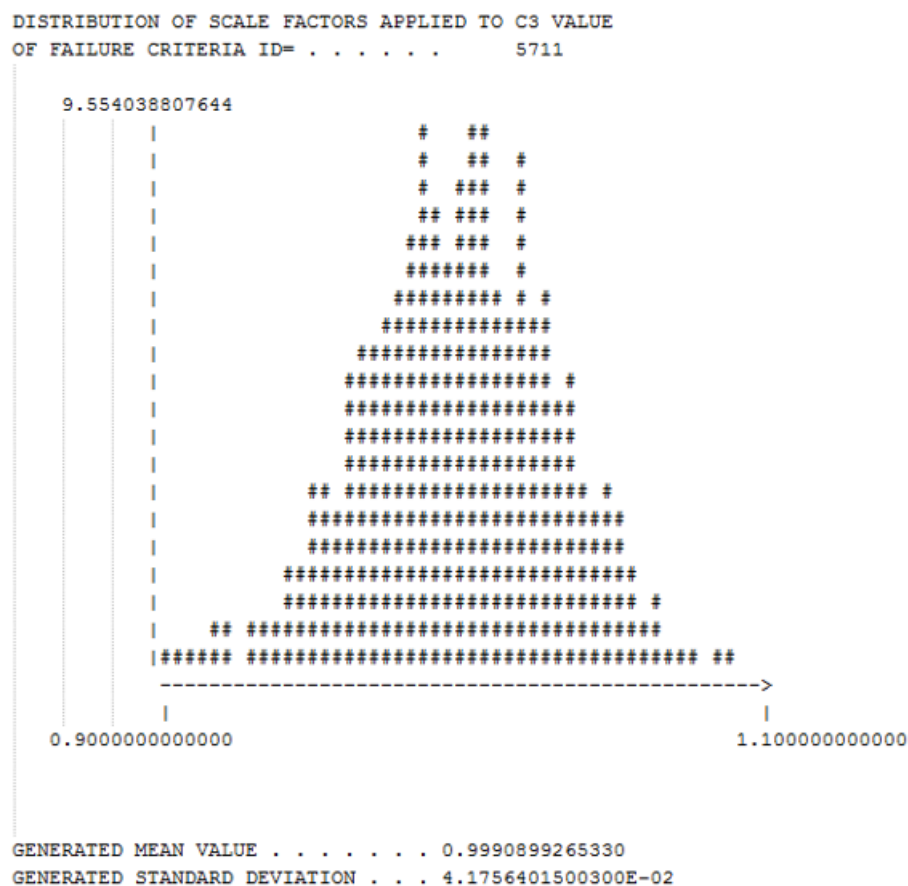 DISTRIBUTION OF SCALE FACTORS APPLIED TO C3 VALUE
OF FAILURE CRITERIA ID= . . . . . .      5711
9.554038807644
|                     #   ##
|                     #   ##  #
|                     #  ###  #
|                     ## ###  #
|                    ### ###  #
|                    #######  #
|                   ######### # #
|                  ##############
|                ################
|               ################# #
|               ###################
|               ###################
|               ###################
|            ## #################### #
|            ##########################
|            ##########################
|          #############################
|          ############################# #
|    ## ##################################
|###### ##################################### ##
------------------------------------------------->
|                                                 |
0.9000000000000                                         1.100000000000
GENERATED MEAN VALUE . . . . . . . 0.9990899265330
GENERATED STANDARD DEVIATION . . . 4.1756401500300E-02